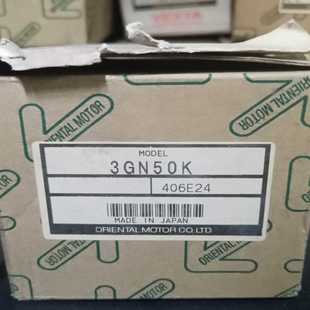 ORIENTAL MOTOR
ORIENTAL MOTOR
MODEL
3GN50K
406E24
MADE IN JAPAN
ORIENTAL MOTOR CO.LTD.